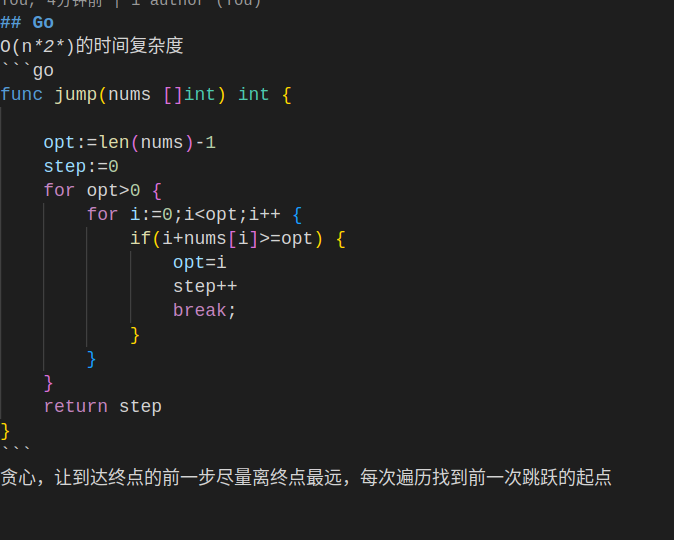 You, 4分钟前 | 1 author (You)
## Go
O(n*2*)的时间复杂度
```go
func jump(nums []int) int {
opt:=len(nums)-1
step:=0
for opt>0 {
for i:=0;i<opt;i++ {
if(i+nums[i]>=opt) {
opt=i
step++
break;
}
}
}
return step
}
```
贪心，让到达终点的前一步尽量离终点最远，每次遍历找到前一次跳跃的起点